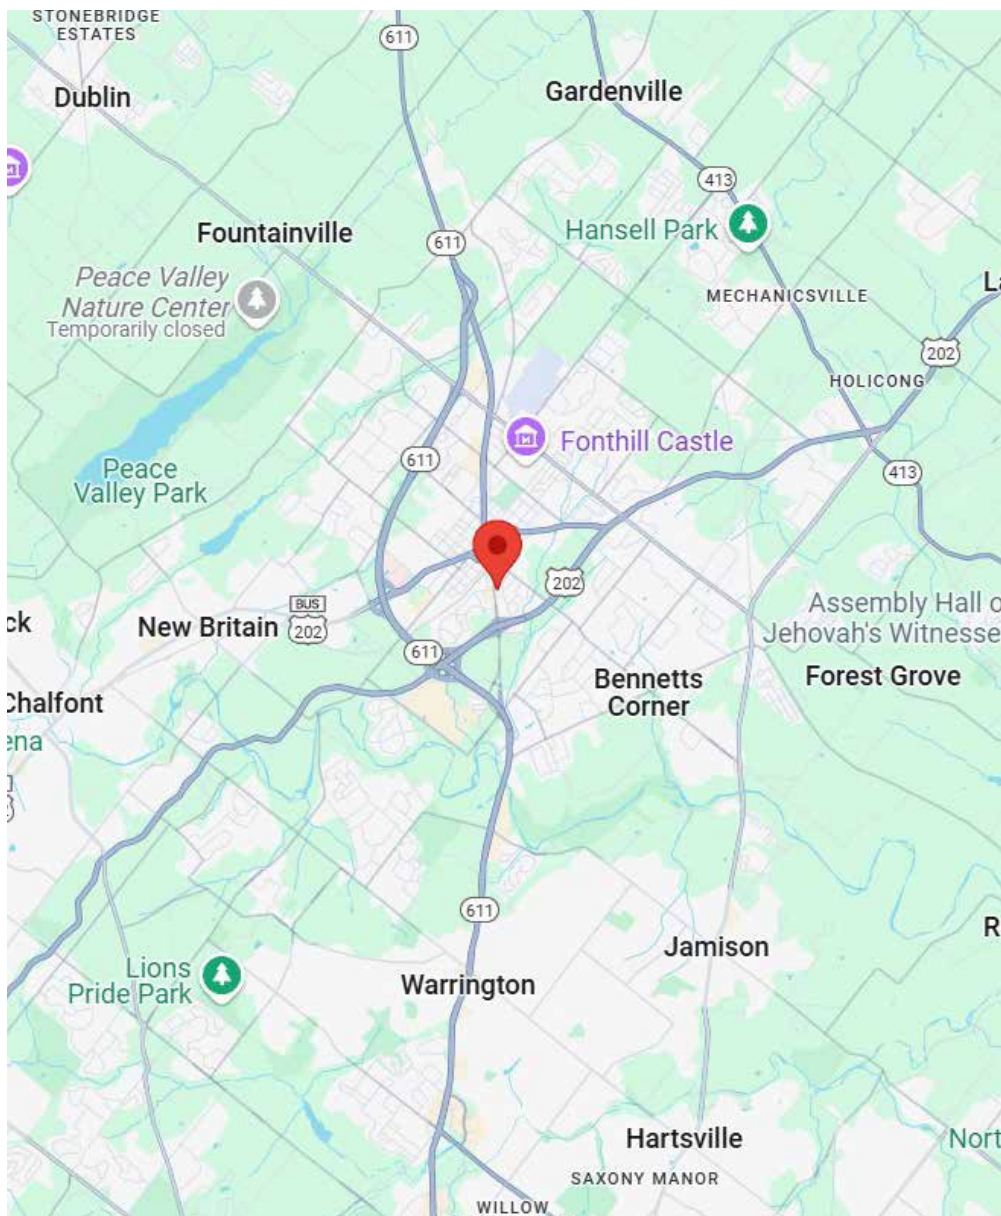 STONEBRIDGE
ESTATES
611
Dublin
Gardenville
413
Hansell Park
Fountainville
611
Peace Valley
Nature Center
Temporarily closed
MECHANICSVILLE
La
202
HOLICONG
Fonthill Castle
611
Peace
Valley Park
413
202
BUS
202
New Britain
ck
Assembly Hall o
Jehovah's Witnesse
611
Bennetts
Corner
Forest Grove
Chalfont
ena
611
Jamison
R
Lions
Pride Park
Warrington
Hartsville
Nort
SAXONY MANOR
WILLOW